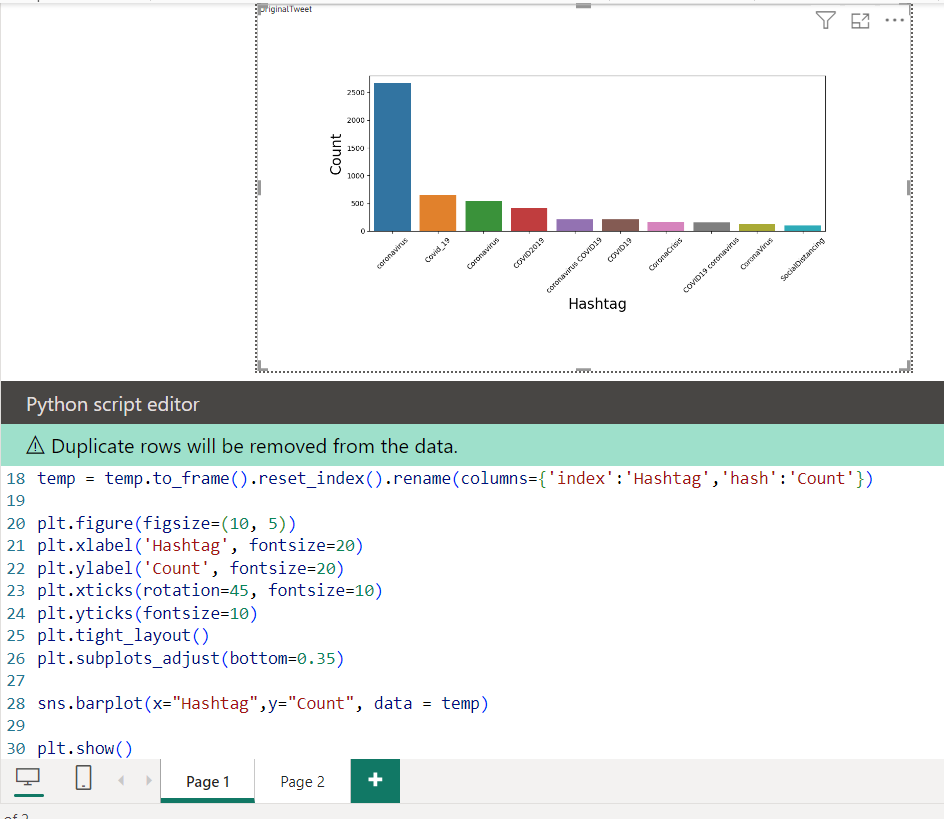 OriginalTweet
2500
2000
1500
1000
500
0
Count
coronavirus
Covid_19
Coronavirus
COVID2019
coronavirus COVID19
COVID19
CoronaCrisis
COVID19 coronavirus
CoronaVirus
SocialDistancing
Hashtag
Python script editor
Duplicate rows will be removed from the data.
18 temp = temp.to_frame().reset_index().rename(columns={'index':'Hashtag','hash':'Count'})
19
20 plt.figure(figsize=(10, 5))
21 plt.xlabel('Hashtag', fontsize=20)
22 plt.ylabel('Count', fontsize=20)
23 plt.xticks(rotation=45, fontsize=10)
24 plt.yticks(fontsize=10)
25 plt.tight_layout()
26 plt.subplots_adjust(bottom=0.35)
27
28 sns.barplot(x="Hashtag",y="Count", data = temp)
29
30 plt.show()
Page 1 Page 2 +
of 2